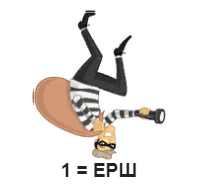 1 = ЕРШ